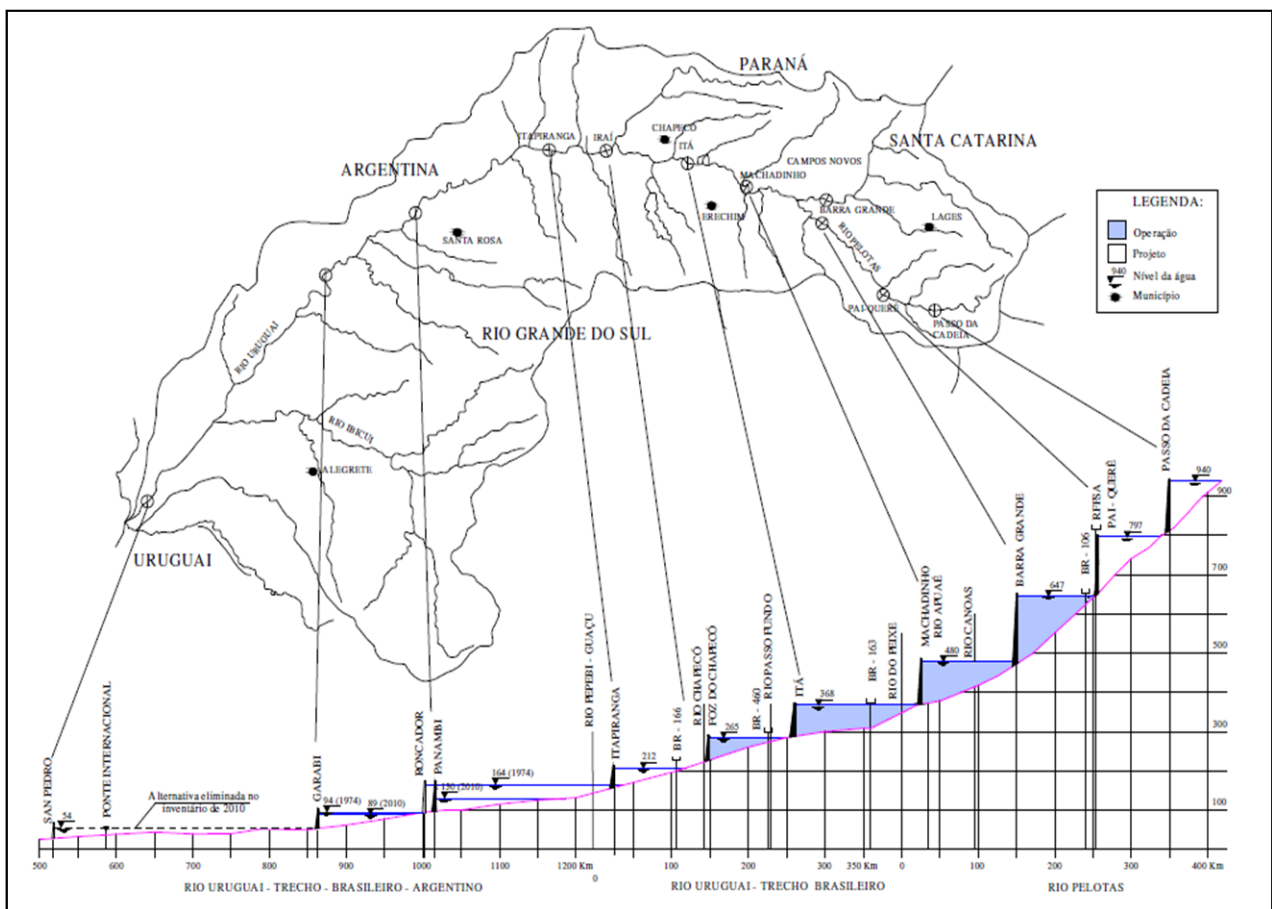 PARANÁ
SANTA CATARINA
ARGENTINA
ITAPIRANGA
IRAÍ
CHAPECÓ
ITÁ
CAMPOS NOVOS
MACHADINHO
ERECHIM
BARRA GRANDE
LAGES
RIO PELOTAS
SANTA ROSA
PAI-QUERÊ
PASSO DA
CADEIA
RIO GRANDE DO SUL
RIO URUGUAI
RIO IBICUI
ALEGRETE
URUGUAI
LEGENDA:
Operação
Projeto
940
Nível da água
Município
SAN PEDRO
54
PONTE INTERNACIONAL
Alternativa eliminada no
inventário de 2010
GARABI
94 (1974)
89 (2010)
RONCADOR
PANAMBI
164 (1974)
130 (2010)
RIO PEPEBI - GUAÇU
ITAPIRANGA
212
BR - 166
RIO CHAPECÓ
FOZ DO CHAPECÓ
265
BR - 460
RIO PASSO FUNDO
ITÁ
368
BR - 163
RIO DO PEIXE
MACHADINHO
RIO APUAÊ
480
RIO CANOAS
BARRA GRANDE
647
BR - 106
RFFSA
PAI - QUERÊ
797
PASSO DA CADEIA
940
900
700
500
300
100
500 600 700 800 900 1000 1100 1200 Km
0 100 200 300 350 Km
0 100 200 300 400 Km
RIO URUGUAI - TRECHO - BRASILEIRO - ARGENTINO
RIO URUGUAI - TRECHO BRASILEIRO
RIO PELOTAS